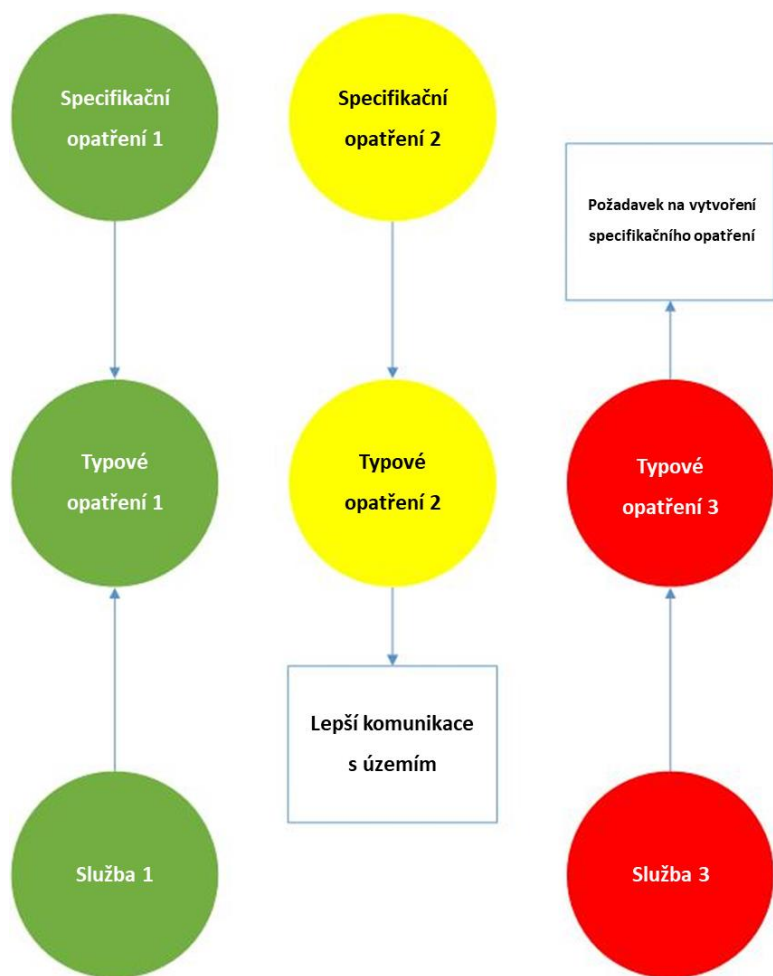 Specifikační
opatření 1
Specifikační
opatření 2
Požadavek na vytvoření
specifikačního opatření
Typové
opatření 1
Typové
opatření 2
Typové
opatření 3
Lepší komunikace
s územím
Služba 1
Služba 3